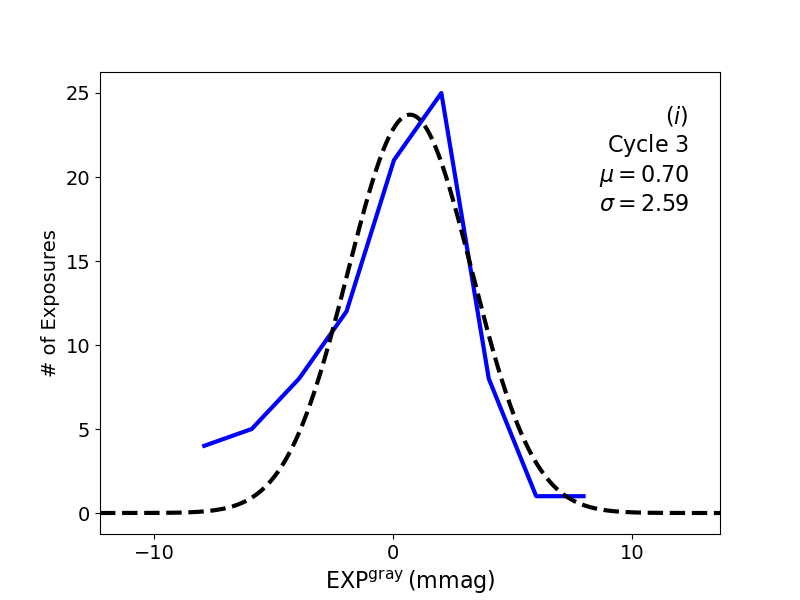 (i)
Cycle 3
μ = 0.70
σ = 2.59
25
20
15
10
5
0
# of Exposures
−10 0 10
EXP^gray (mmag)